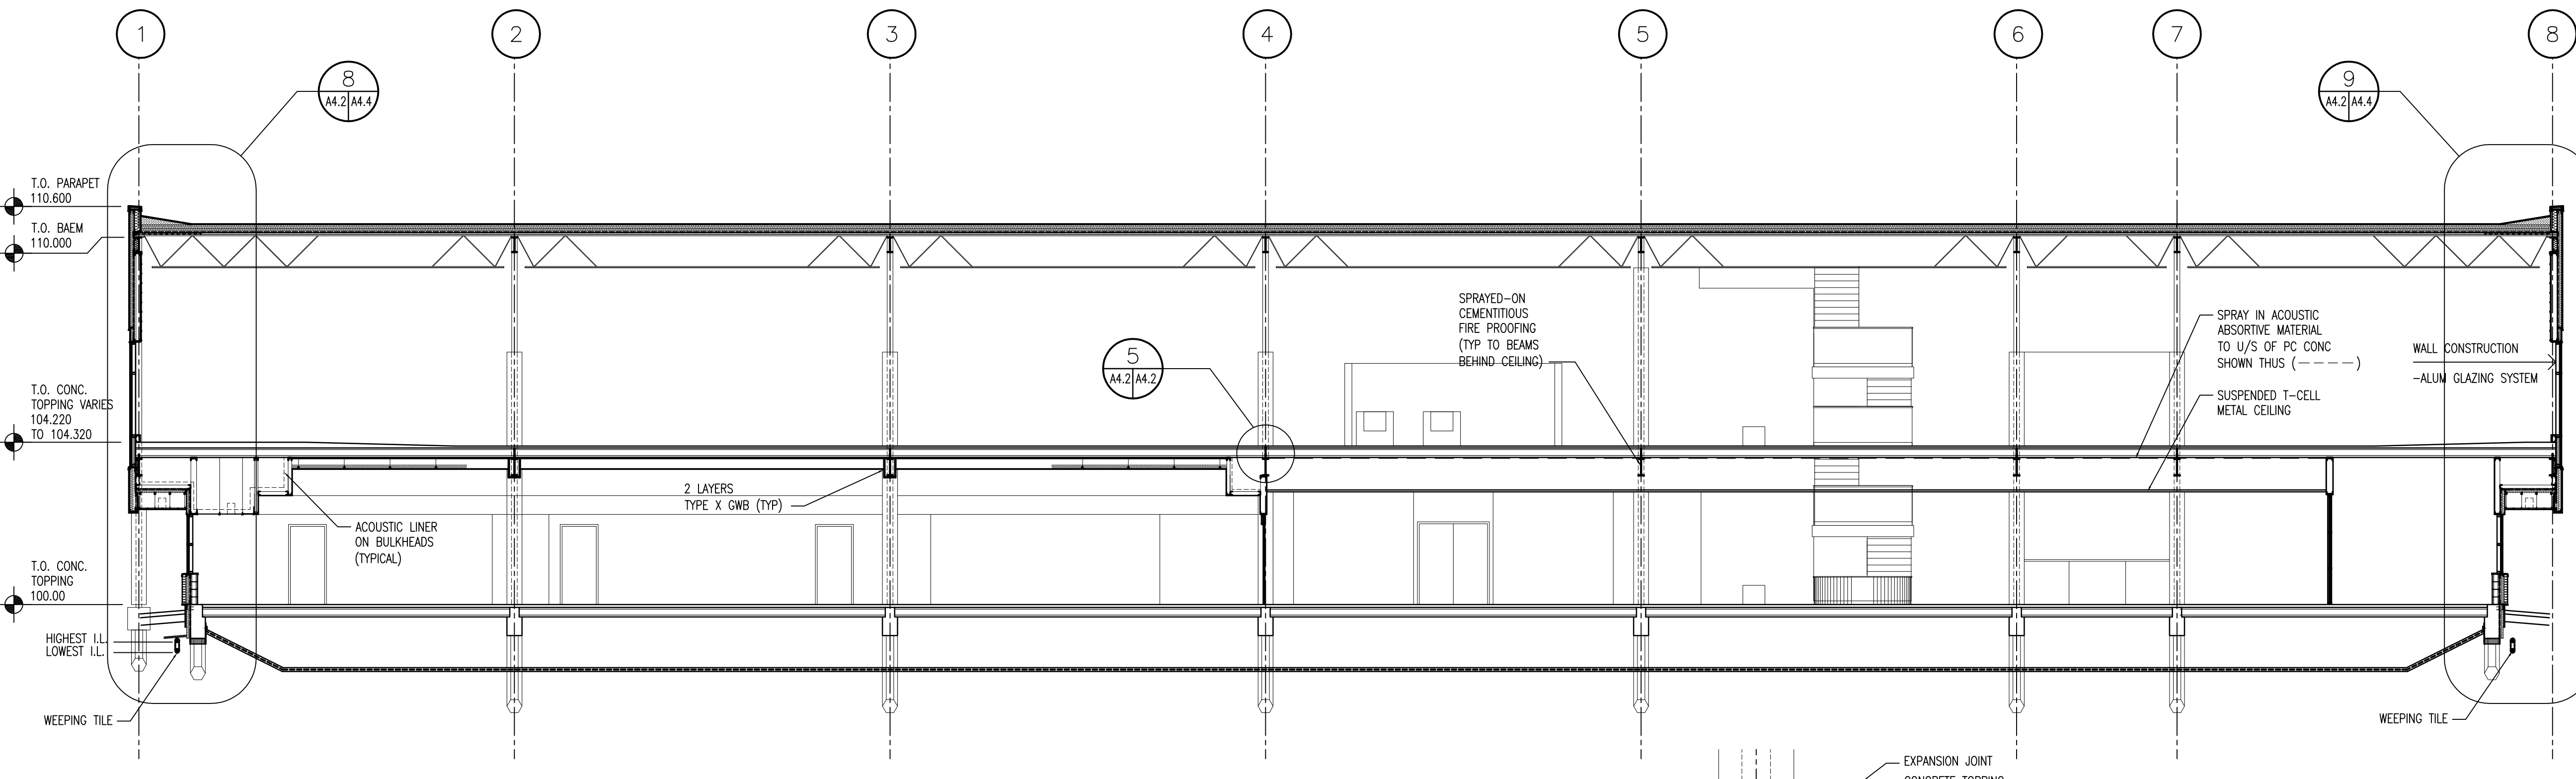 1
2
3
4
5
6
7
8
8
A4.2 A4.4
9
A4.2 A4.4
T.O. PARAPET
110.600
T.O. BAEM
110.000
SPRAYED-ON
CEMENTITIOUS
FIRE PROOFING
(TYP TO BEAMS
BEHIND CEILING)
SPRAY IN ACOUSTIC
ABSORTIVE MATERIAL
TO U/S OF PC CONC
SHOWN THUS (-----)
WALL CONSTRUCTION
-ALUM GLAZING SYSTEM
5
A4.2 A4.2
T.O. CONC.
TOPPING VARIES
104.220
TO 104.320
SUSPENDED T-CELL
METAL CEILING
2 LAYERS
TYPE X GWB (TYP)
ACOUSTIC LINER
ON BULKHEADS
(TYPICAL)
T.O. CONC.
TOPPING
100.00
HIGHEST I.L.
LOWEST I.L.
WEEPING TILE
WEEPING TILE
EXPANSION JOINT
CONCRETE TOPPING